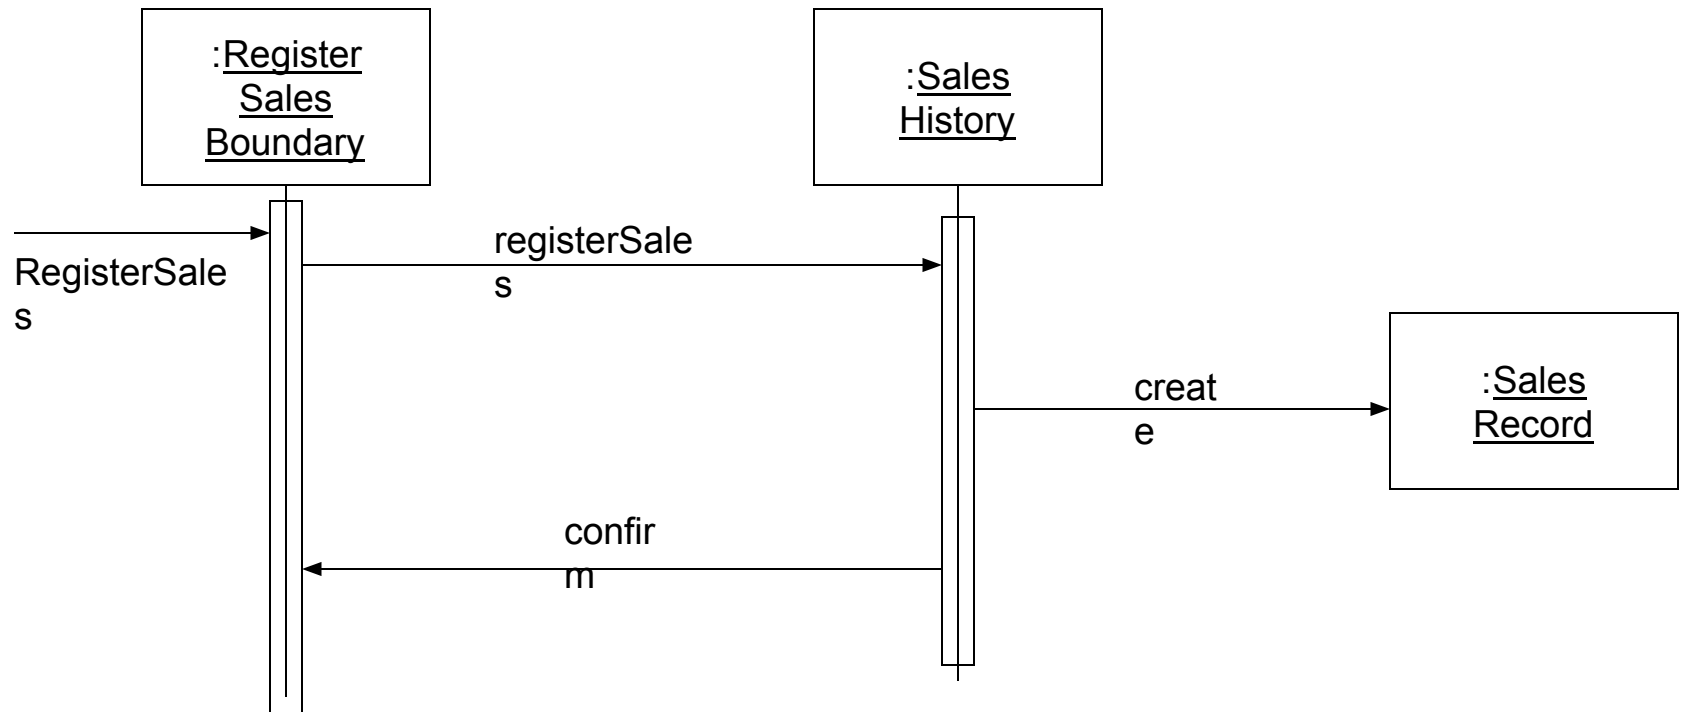 :Register
Sales
Boundary
:Sales
History
registerSale
s
RegisterSale
s
:Sales
Record
creat
e
confir
m